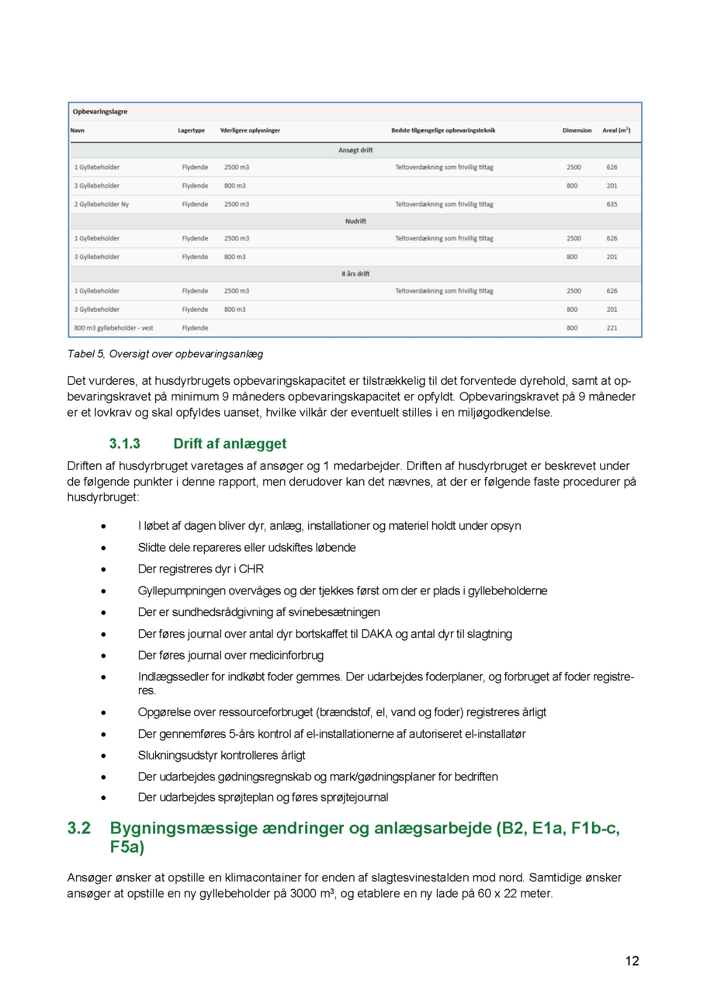 Opbevaringslagre
Navn Lagertype Yderligere oplysninger Bedste tilgængelige opbevaringsteknik Dimension Areal (m²)
Ansøgt drift
1 Gyllebeholder Flydende 2500 m3 Teltoverdækning som frivillig tiltag 2500 626
3 Gyllebeholder Flydende 800 m3 800 201
2 Gyllebeholder Ny Flydende 2500 m3 Teltoverdækning som frivillig tiltag 635
Nudrift
1 Gyllebeholder Flydende 2500 m3 Teltoverdækning som frivillig tiltag 2500 626
3 Gyllebeholder Flydende 800 m3 800 201
8 års drift
1 Gyllebeholder Flydende 2500 m3 Teltoverdækning som frivillig tiltag 2500 626
3 Gyllebeholder Flydende 800 m3 800 201
800 m3 gyllebeholder - vest Flydende 800 221
Tabel 5, Oversigt over opbevaringsanlæg
Det vurderes, at husdyrbrugets opbevaringskapacitet er tilstrækkelig til det forventede dyrehold, samt at op-
bevaringskravet på minimum 9 måneders opbevaringskapacitet er opfyldt. Opbevaringskravet på 9 måneder
er et lovkrav og skal opfyldes uanset, hvilke vilkår der eventuelt stilles i en miljøgodkendelse.
3.1.3 Drift af anlægget
Driften af husdyrbruget varetages af ansøger og 1 medarbejder. Driften af husdyrbruget er beskrevet under
de følgende punkter i denne rapport, men derudover kan det nævnes, at der er følgende faste procedurer på
husdyrbruget:
• I løbet af dagen bliver dyr, anlæg, installationer og materiel holdt under opsyn
• Slidte dele repareres eller udskiftes løbende
• Der registreres dyr i CHR
• Gyllepumpningen overvåges og der tjekkes først om der er plads i gyllebeholderne
• Der er sundhedsrådgivning af svinebesætningen
• Der føres journal over antal dyr bortskaffet til DAKA og antal dyr til slagtning
• Der føres journal over medicinforbrug
• Indlægssedler for indkøbt foder gemmes. Der udarbejdes foderplaner, og forbruget af foder registre-
res.
• Opgørelse over ressourceforbruget (brændstof, el, vand og foder) registreres årligt
• Der gennemføres 5-års kontrol af el-installationerne af autoriseret el-installatør
• Slukningsudstyr kontrolleres årligt
• Der udarbejdes gødningsregnskab og mark/gødningsplaner for bedriften
• Der udarbejdes sprøjteplan og føres sprøjtejournal
3.2 Bygningsmæssige ændringer og anlægsarbejde (B2, E1a, F1b-c,
F5a)
Ansøger ønsker at opstille en klimacontainer for enden af slagtesvinestalden mod nord. Samtidige ønsker
ansøger at opstille en ny gyllebeholder på 3000 m³, og etablere en ny lade på 60 x 22 meter.
12